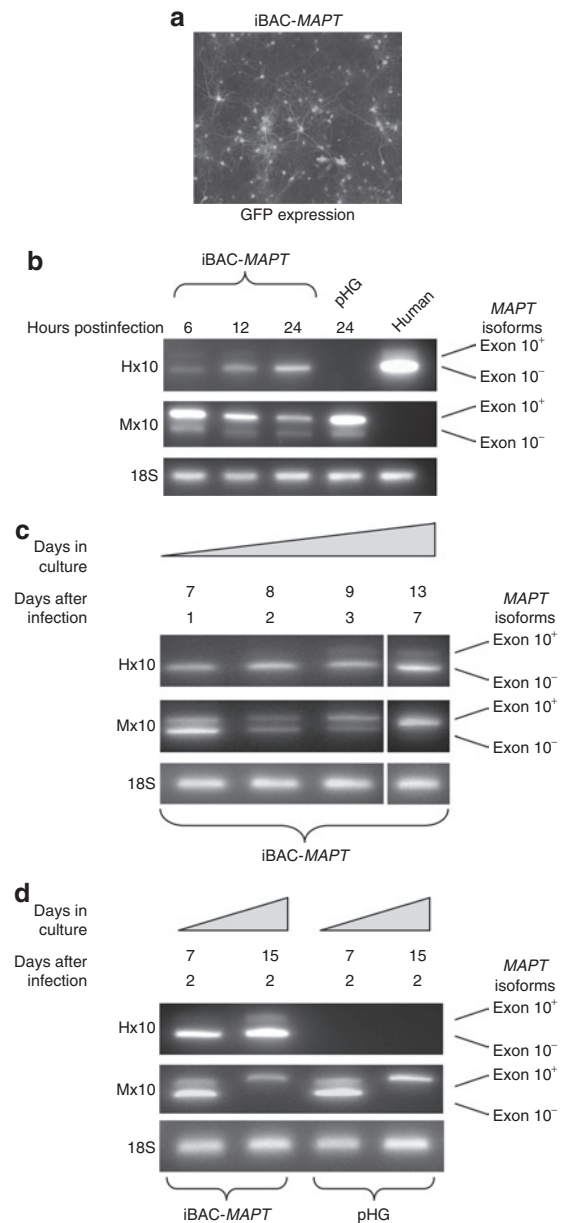 a
iBAC-MAPT
GFP expression
b
iBAC-MAPT
pHG
Human
Hours postinfection 6 12 24 24
MAPT isoforms
Hx10
Exon 10+
Exon 10−
Mx10
Exon 10+
Exon 10−
18S
c
Days in culture
7 8 9 13
Days after infection
1 2 3 7
MAPT isoforms
Hx10
Exon 10+
Exon 10−
Mx10
Exon 10+
Exon 10−
18S
iBAC-MAPT
d
Days in culture
7 15 7 15
Days after infection
2 2 2 2
MAPT isoforms
Hx10
Exon 10+
Exon 10−
Mx10
Exon 10+
Exon 10−
18S
iBAC-MAPT
pHG